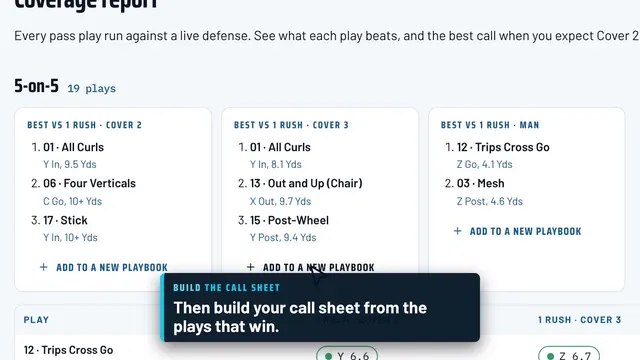 Coverage report
Every pass play run against a live defense. See what each play beats, and the best call when you expect Cover 2
5-on-5 19 plays
BEST VS 1 RUSH · COVER 2
1. 01 · All Curls
Y In, 9.5 Yds
2. 06 · Four Verticals
C Go, 10+ Yds
3. 17 · Stick
Y In, 10+ Yds
+ ADD TO A NEW PLAYBOOK
BEST VS 1 RUSH · COVER 3
1. 01 · All Curls
Y In, 8.1 Yds
2. 13 · Out and Up (Chair)
X Out, 9.7 Yds
3. 15 · Post-Wheel
Y Post, 9.4 Yds
+ ADD TO A NEW PLAYBOOK
BEST VS 1 RUSH · MAN
1. 12 · Trips Cross Go
Z Go, 4.1 Yds
2. 03 · Mesh
Z Post, 4.6 Yds
+ ADD TO A NEW PLAYBOOK
BUILD THE CALL SHEET
Then build your call sheet from the
plays that win.
PLAY
1 RUSH · COVER 3
12 · Trips Cross Go
Y 6.6
Z 6.7